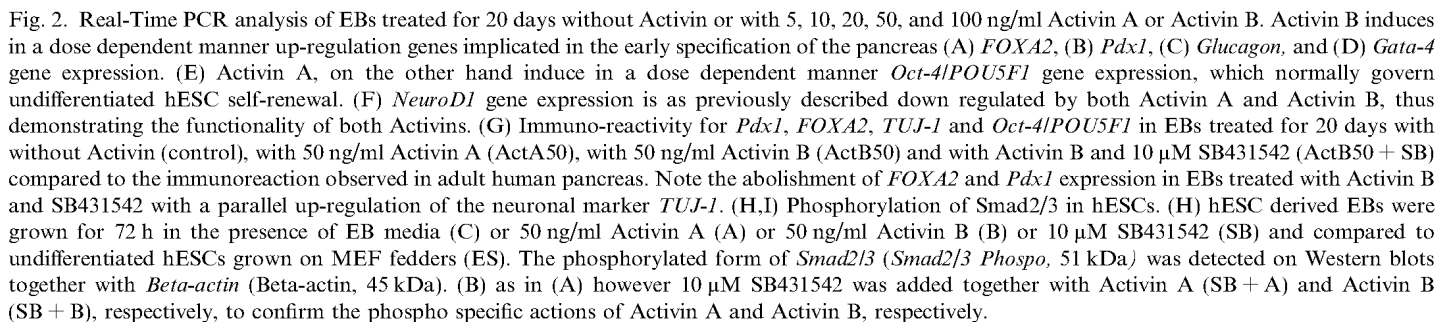 Fig. 2. Real-Time PCR analysis of EBs treated for 20 days without Activin or with 5, 10, 20, 50, and 100 ng/ml Activin A or Activin B. Activin B induces
in a dose dependent manner up-regulation genes implicated in the early specification of the pancreas (A) FOXA2, (B) Pdx1, (C) Glucagon, and (D) Gata-4
gene expression. (E) Activin A, on the other hand induce in a dose dependent manner Oct-4/POU5F1 gene expression, which normally govern
undifferentiated hESC self-renewal. (F) NeuroD1 gene expression is as previously described down regulated by both Activin A and Activin B, thus
demonstrating the functionality of both Activins. (G) Immuno-reactivity for Pdx1, FOXA2, TUJ-1 and Oct-4/POU5F1 in EBs treated for 20 days with
without Activin (control), with 50 ng/ml Activin A (ActA50), with 50 ng/ml Activin B (ActB50) and with Activin B and 10 μM SB431542 (ActB50 + SB)
compared to the immunoreaction observed in adult human pancreas. Note the abolishment of FOXA2 and Pdx1 expression in EBs treated with Activin B
and SB431542 with a parallel up-regulation of the neuronal marker TUJ-1. (H,I) Phosphorylation of Smad2/3 in hESCs. (H) hESC derived EBs were
grown for 72 h in the presence of EB media (C) or 50 ng/ml Activin A (A) or 50 ng/ml Activin B (B) or 10 μM SB431542 (SB) and compared to
undifferentiated hESCs grown on MEF fedders (ES). The phosphorylated form of Smad2/3 (Smad2/3 Phospo, 51 kDa) was detected on Western blots
together with Beta-actin (Beta-actin, 45 kDa). (B) as in (A) however 10 μM SB431542 was added together with Activin A (SB + A) and Activin B
(SB + B), respectively, to confirm the phospho specific actions of Activin A and Activin B, respectively.